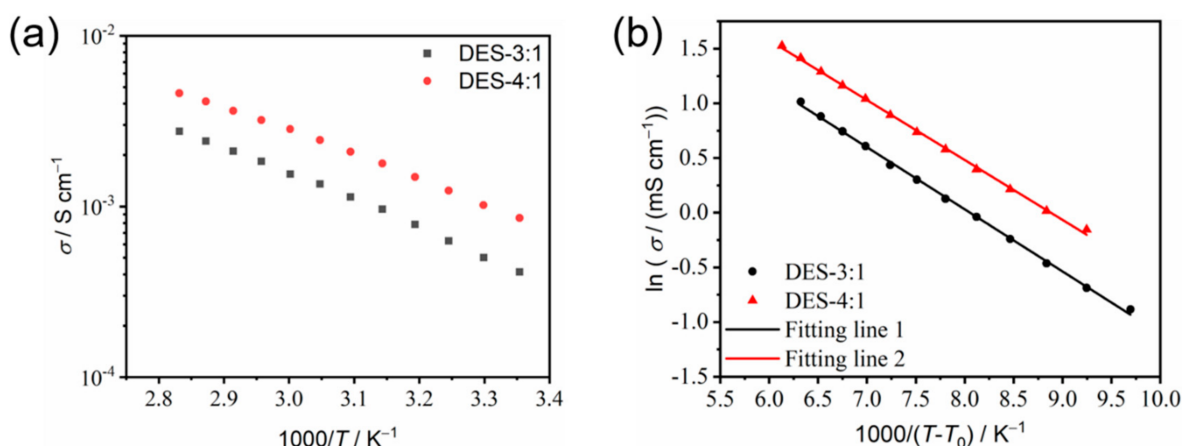 (a)
10⁻²
10⁻³
10⁻⁴
σ / S cm⁻¹
DES-3:1
DES-4:1
2.8 2.9 3.0 3.1 3.2 3.3 3.4
1000/T / K⁻¹
(b)
1.5
1.0
0.5
0.0
-0.5
-1.0
-1.5
ln ( σ / (mS cm⁻¹))
DES-3:1
DES-4:1
Fitting line 1
Fitting line 2
5.5 6.0 6.5 7.0 7.5 8.0 8.5 9.0 9.5 10.0
1000/(T-T₀) / K⁻¹